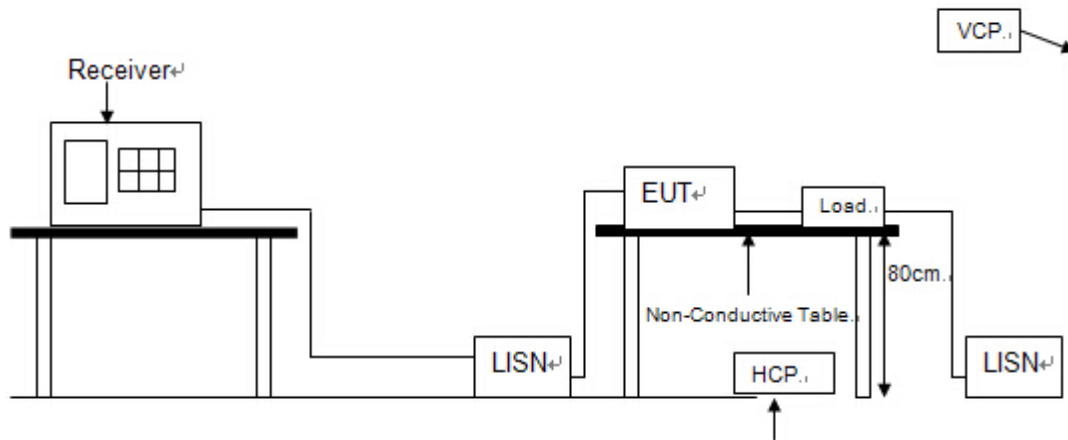 VCP.
Receiver↵
EUT↵
Load.
80cm.
Non-Conductive Table.
LISN↵
HCP.
LISN↵